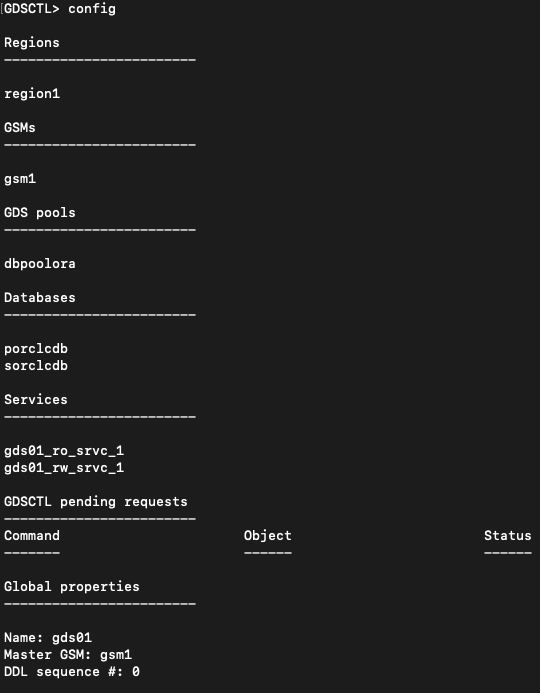 GDSCTL> config
Regions
------------------------
region1
GSMs
------------------------
gsm1
GDS pools
------------------------
dbpoolora
Databases
------------------------
porclcdb
sorclcdb
Services
------------------------
gds01_ro_srvc_1
gds01_rw_srvc_1
GDSCTL pending requests
------------------------
Command                       Object                        Status
-------                       ------                        ------
Global properties
------------------------
Name: gds01
Master GSM: gsm1
DDL sequence #: 0